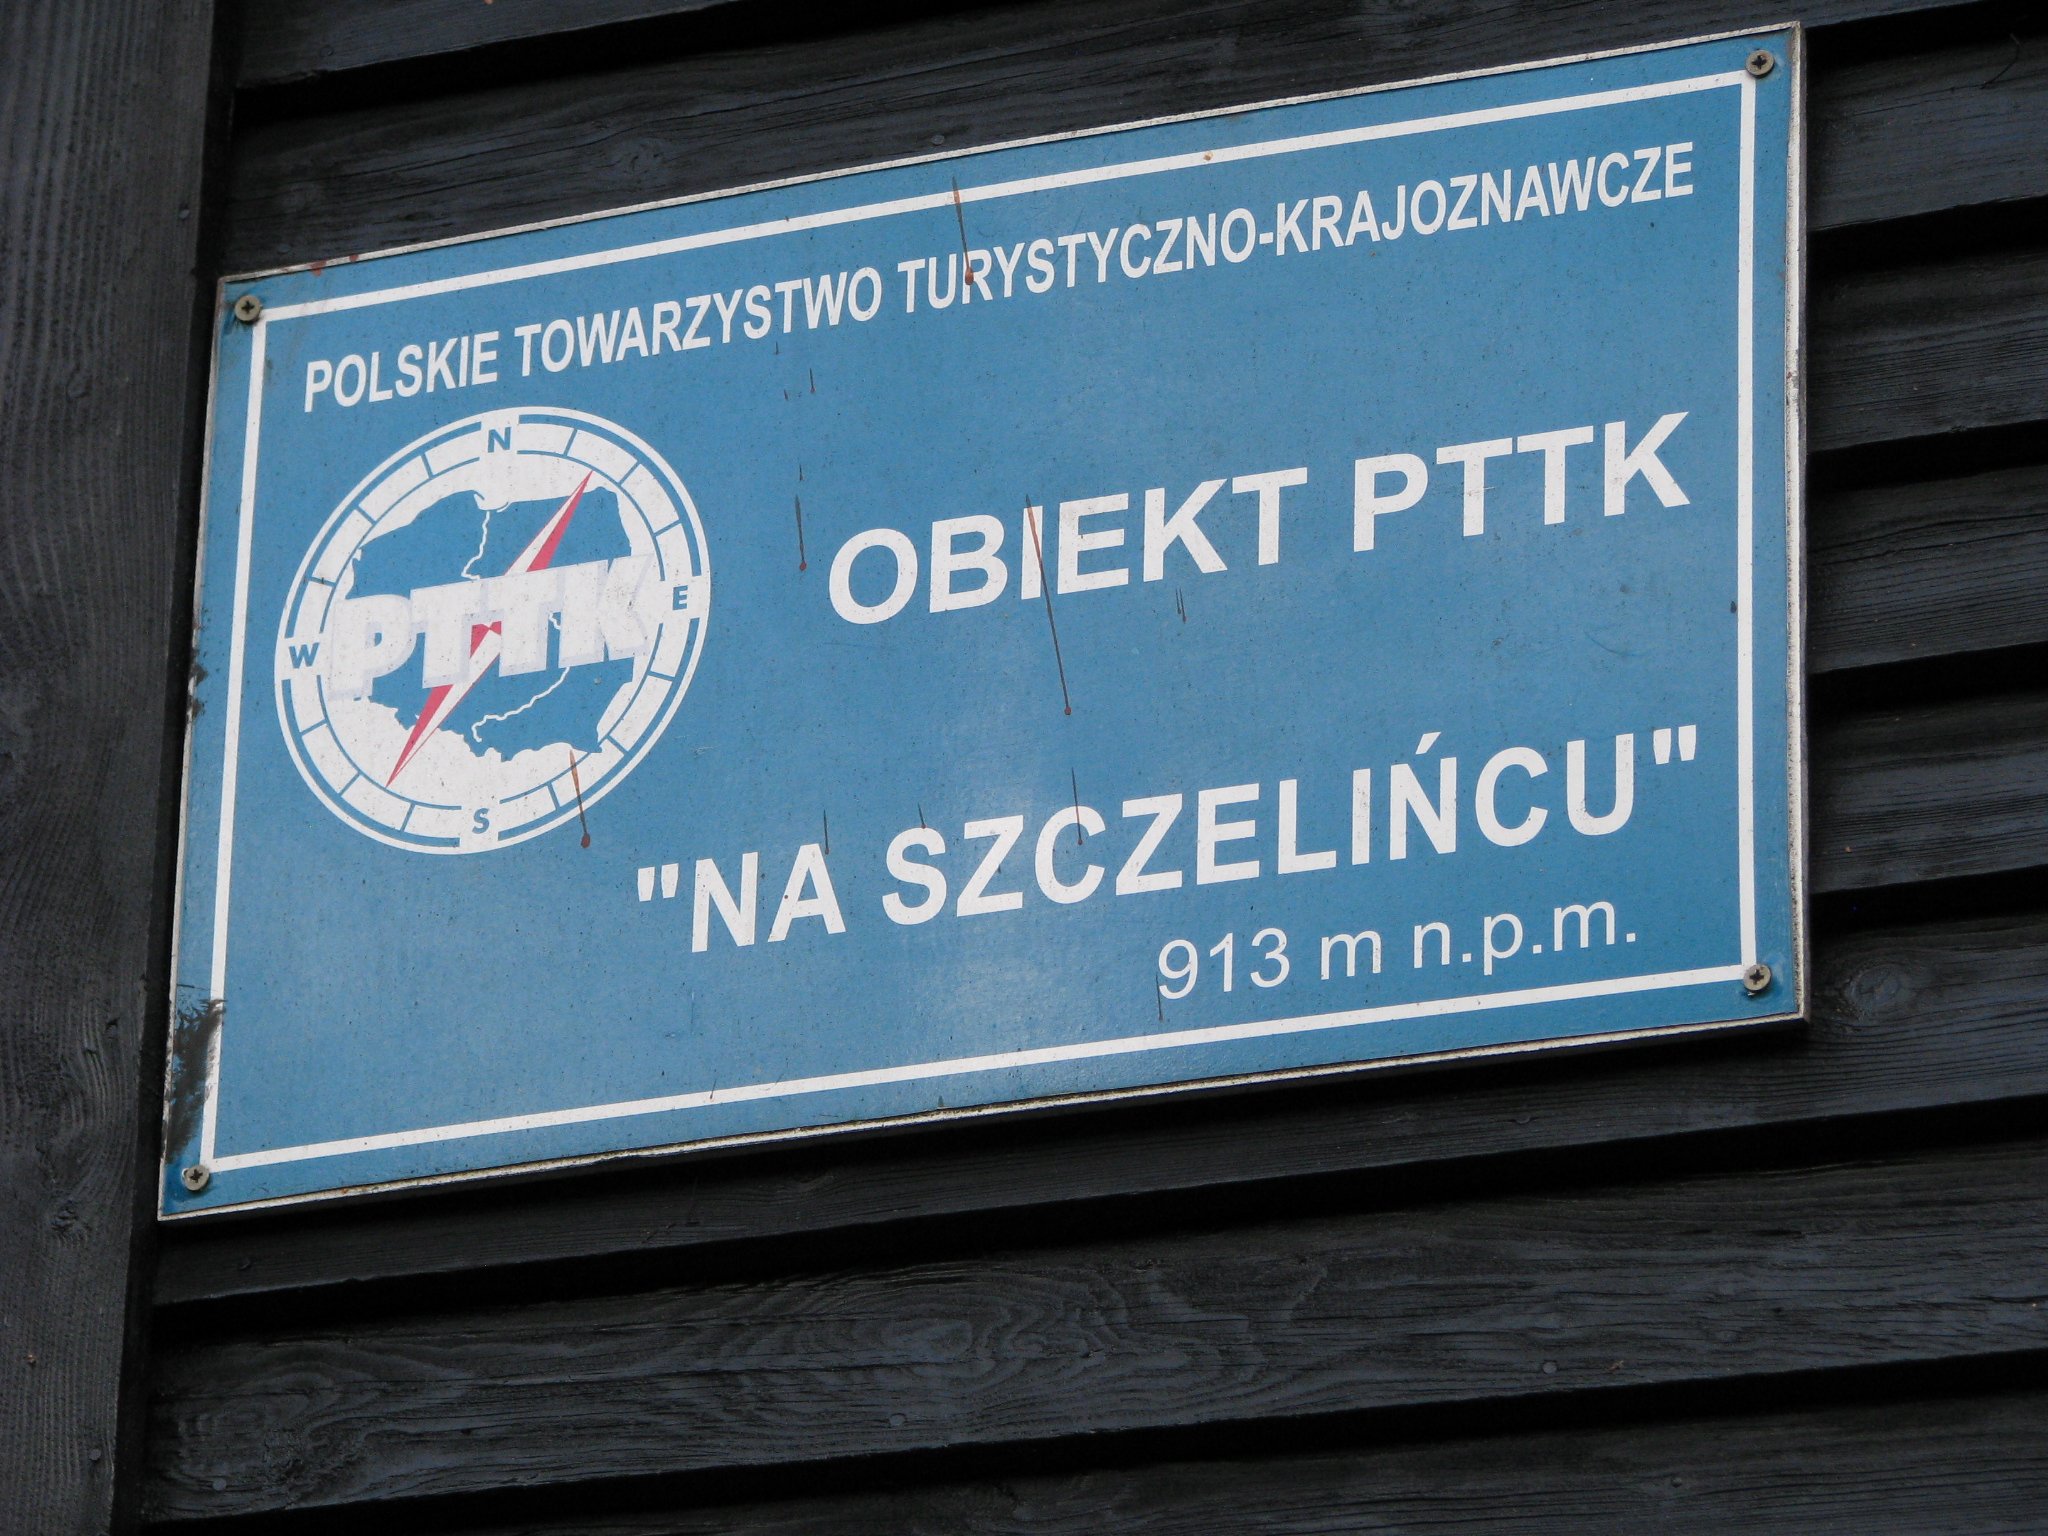 POLSKIE TOWARZYSTWO TURYSTYCZNO-KRAJOZNAWCZE
N
W PTTK E
S
OBIEKT PTTK
"NA SZCZELIŃCU"
913 m n.p.m.